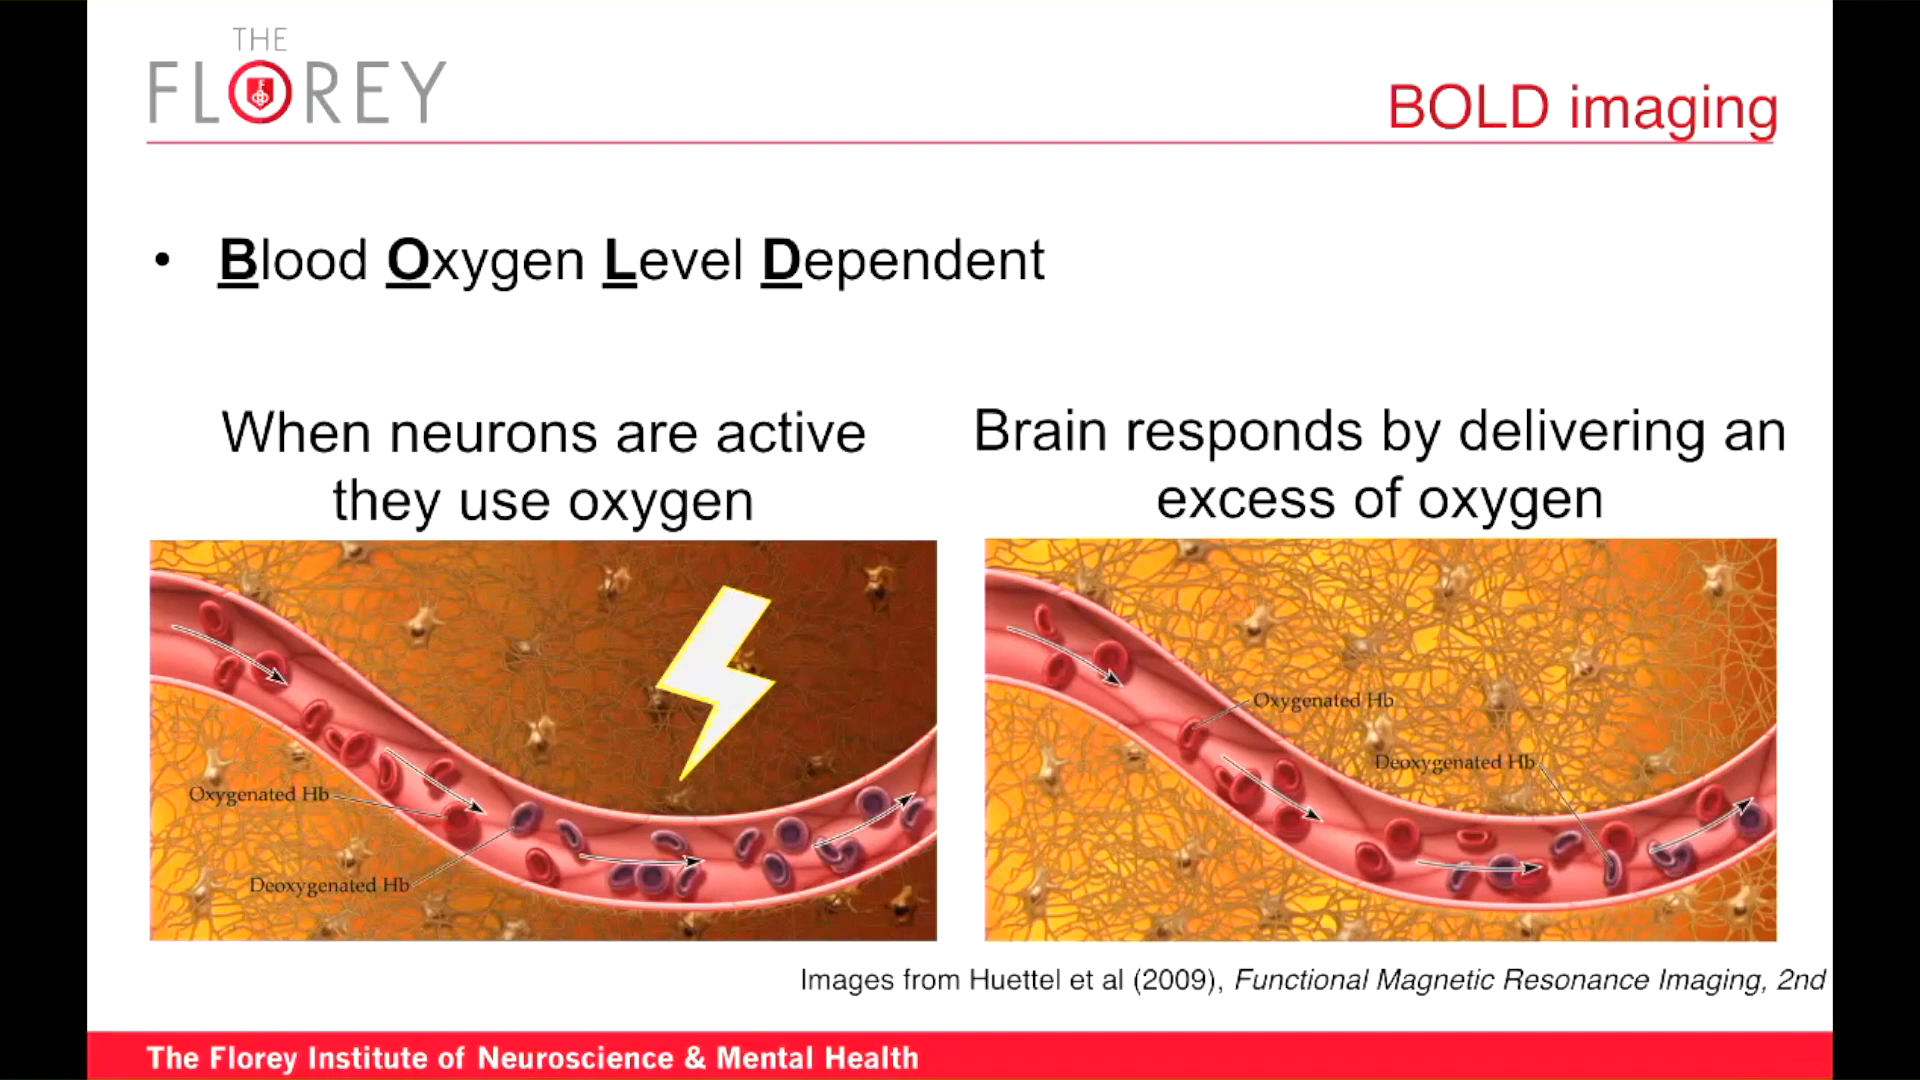 THE
FLOREY
BOLD imaging
• Blood Oxygen Level Dependent
When neurons are active
they use oxygen
Brain responds by delivering an
excess of oxygen
Oxygenated Hb
Deoxygenated Hb
Oxygenated Hb
Deoxygenated Hb
Images from Huettel et al (2009), Functional Magnetic Resonance Imaging, 2nd
The Florey Institute of Neuroscience & Mental Health